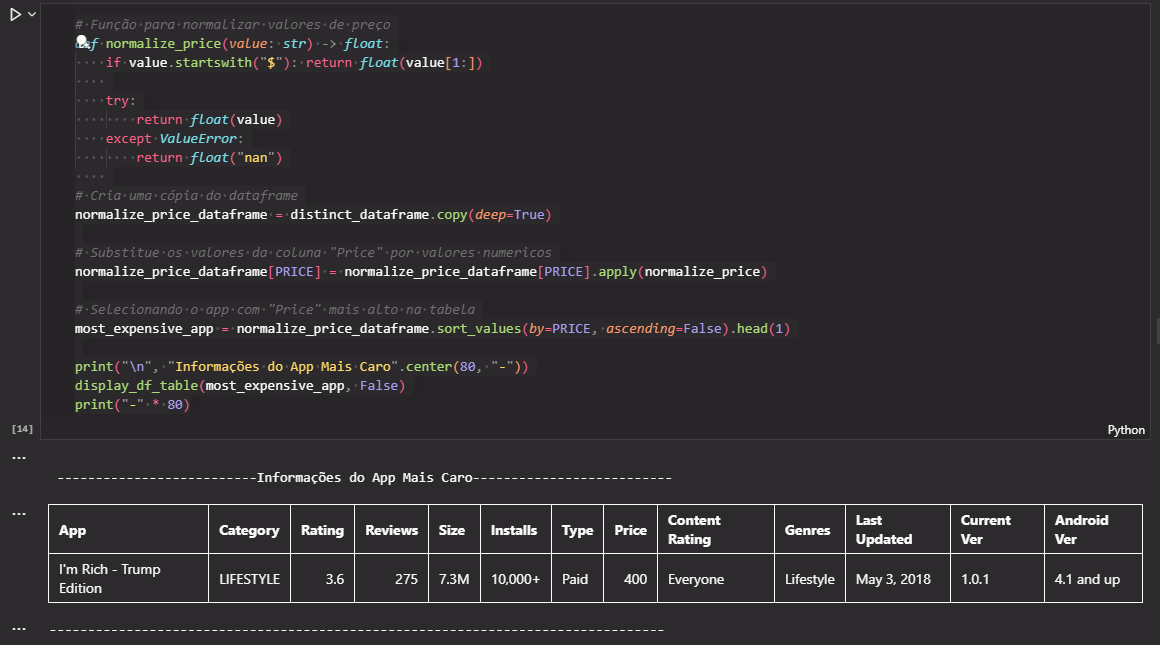 # Função para normalizar valores de preço
def normalize_price(value: str) -> float:
    if value.startswith("$"): return float(value[1:])
    try:
        return float(value)
    except ValueError:
        return float("nan")
# Cria uma cópia do dataframe
normalize_price_dataframe = distinct_dataframe.copy(deep=True)
# Substitue os valores da coluna "Price" por valores numericos
normalize_price_dataframe[PRICE] = normalize_price_dataframe[PRICE].apply(normalize_price)
# Selecionando o app com "Price" mais alto na tabela
most_expensive_app = normalize_price_dataframe.sort_values(by=PRICE, ascending=False).head(1)
print("\n", "Informações do App Mais Caro".center(80, "-"))
display_df_table(most_expensive_app, False)
print("-" * 80)
[14]
Python
...
--------------------------Informações do App Mais Caro--------------------------
...
App Category Rating Reviews Size Installs Type Price Content Rating Genres Last Updated Current Ver Android Ver
I'm Rich - Trump Edition LIFESTYLE 3.6 275 7.3M 10,000+ Paid 400 Everyone Lifestyle May 3, 2018 1.0.1 4.1 and up
...
--------------------------------------------------------------------------------